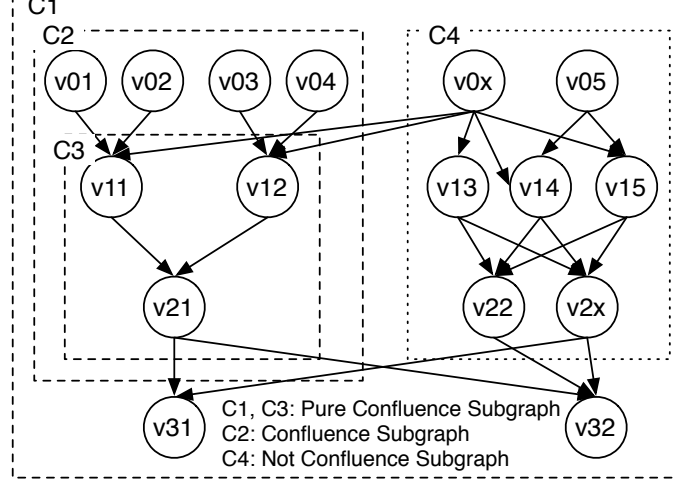 C1
C2
C4
v01 v02 v03 v04 v0x v05
C3
v11 v12 v13 v14 v15
v21 v22 v2x
v31 v32
C1, C3: Pure Confluence Subgraph
C2: Confluence Subgraph
C4: Not Confluence Subgraph